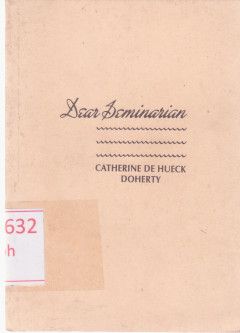 Dear Seminarian
CATHERINE DE HUECK
DOHERTY
632